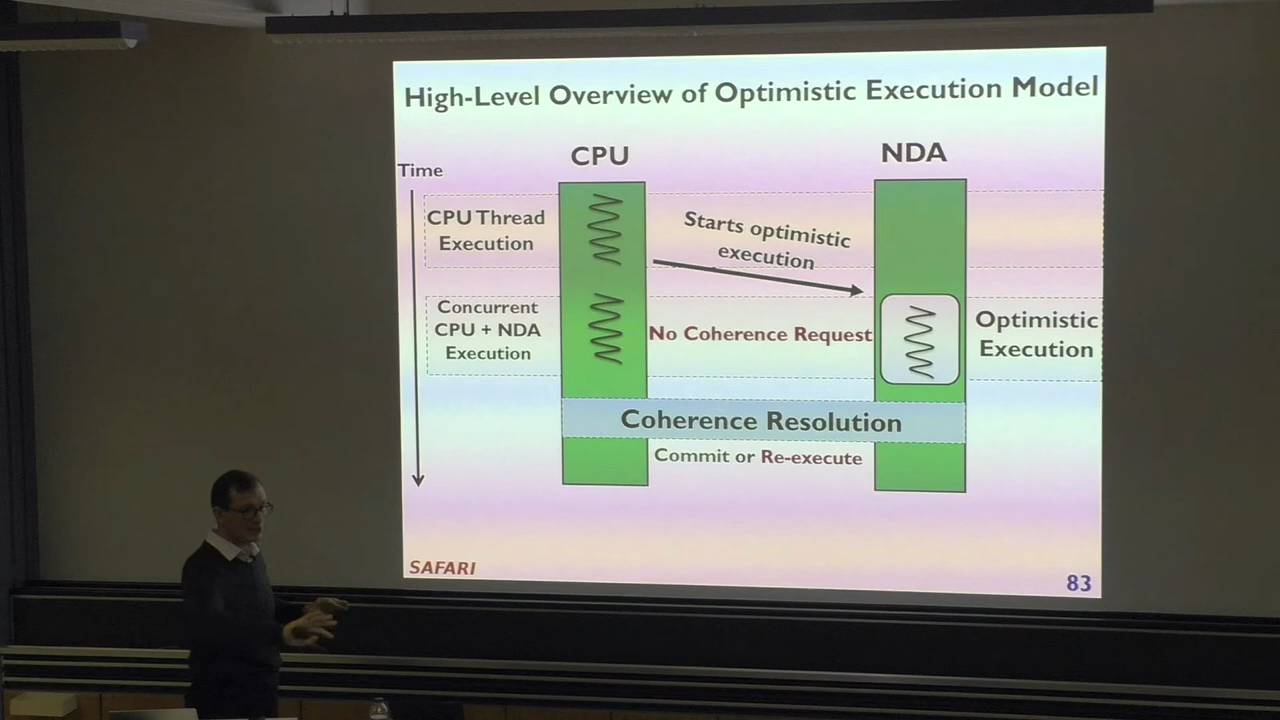 High-Level Overview of Optimistic Execution Model
CPU
NDA
Time
CPU Thread
Execution
Starts optimistic
execution
Concurrent
CPU + NDA
Execution
No Coherence Request
Optimistic
Execution
Coherence Resolution
Commit or Re-execute
SAFARI
83